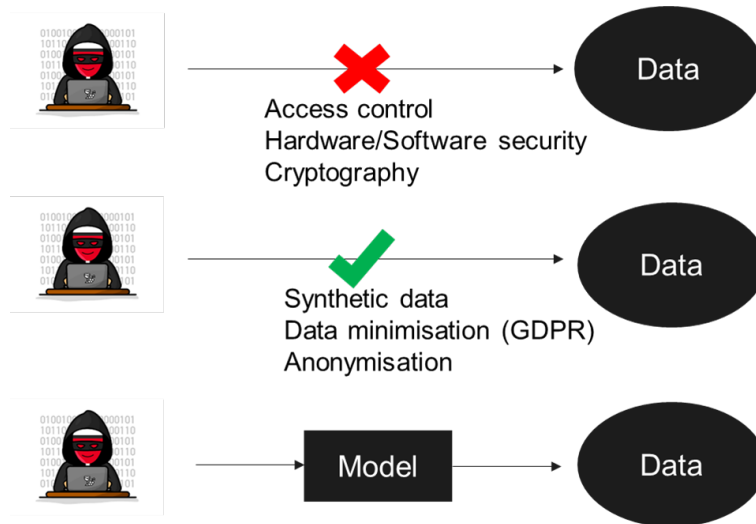 Data
Access control
Hardware/Software security
Cryptography
Data
Synthetic data
Data minimisation (GDPR)
Anonymisation
Model
Data